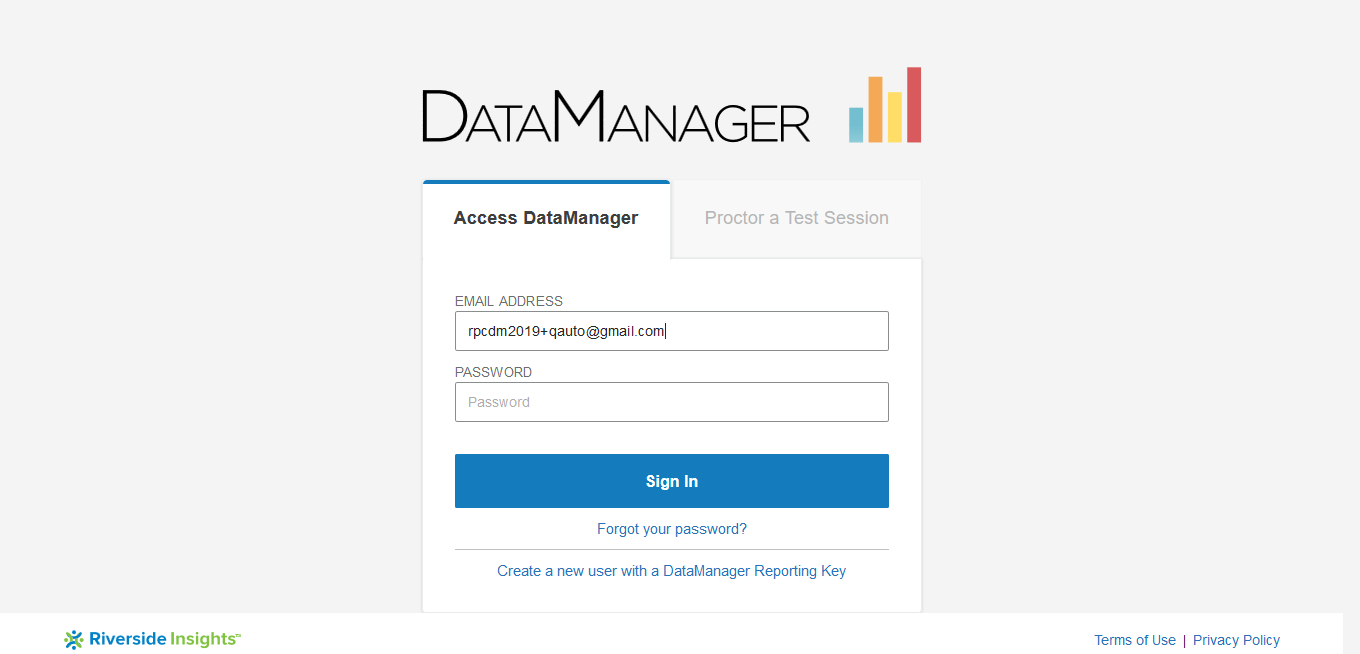 DATAMANAGER
Access DataManager
Proctor a Test Session
EMAIL ADDRESS
rpcdm2019+qauto@gmail.com
PASSWORD
Password
Sign In
Forgot your password?
Create a new user with a DataManager Reporting Key
Riverside Insights™
Terms of Use | Privacy Policy